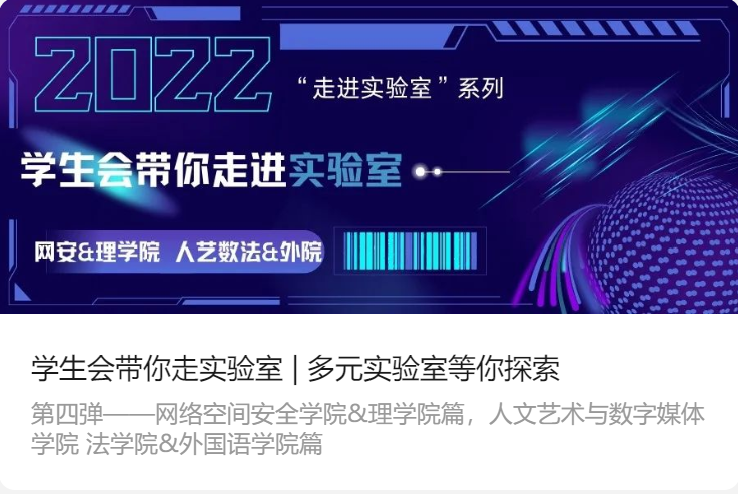 2022
“走进实验室”系列
学生会带你走进实验室
网安&理学院 人艺数法&外院
学生会带你走实验室 | 多元实验室等你探索
第四弹——网络空间安全学院&理学院篇，人文艺术与数字媒体
学院 法学院&外国语学院篇